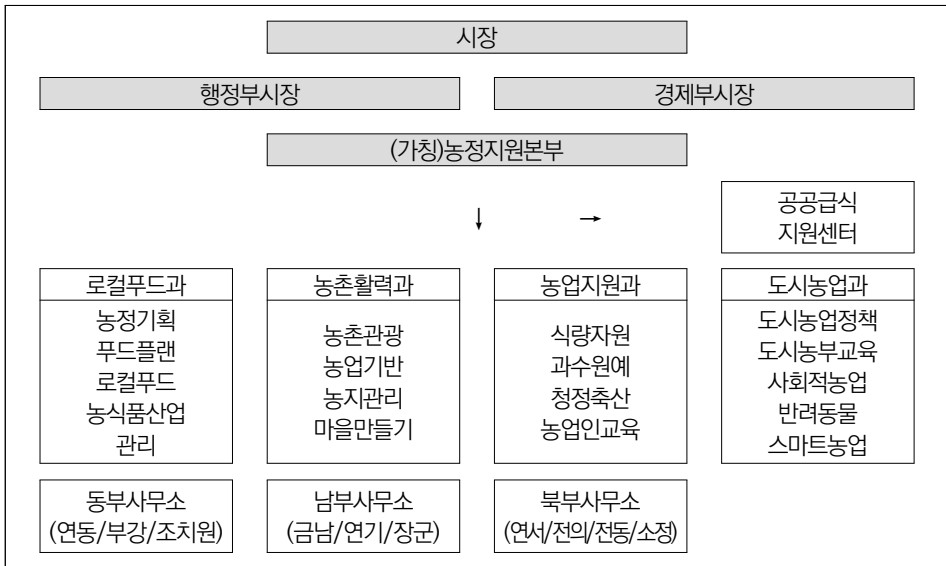 시장
행정부시장
경제부시장
(가칭)농정지원본부
↓
→
공공급식
지원센터
로컬푸드과
농정기획
푸드플랜
로컬푸드
농식품산업
관리
농촌활력과
농촌관광
농업기반
농지관리
마을만들기
농업지원과
식량자원
과수원예
청정축산
농업인교육
도시농업과
도시농업정책
도시농부교육
사회적농업
반려동물
스마트농업
동부사무소
(연동/부강/조치원)
남부사무소
(금남/연기/장군)
북부사무소
(연서/전의/전동/소정)